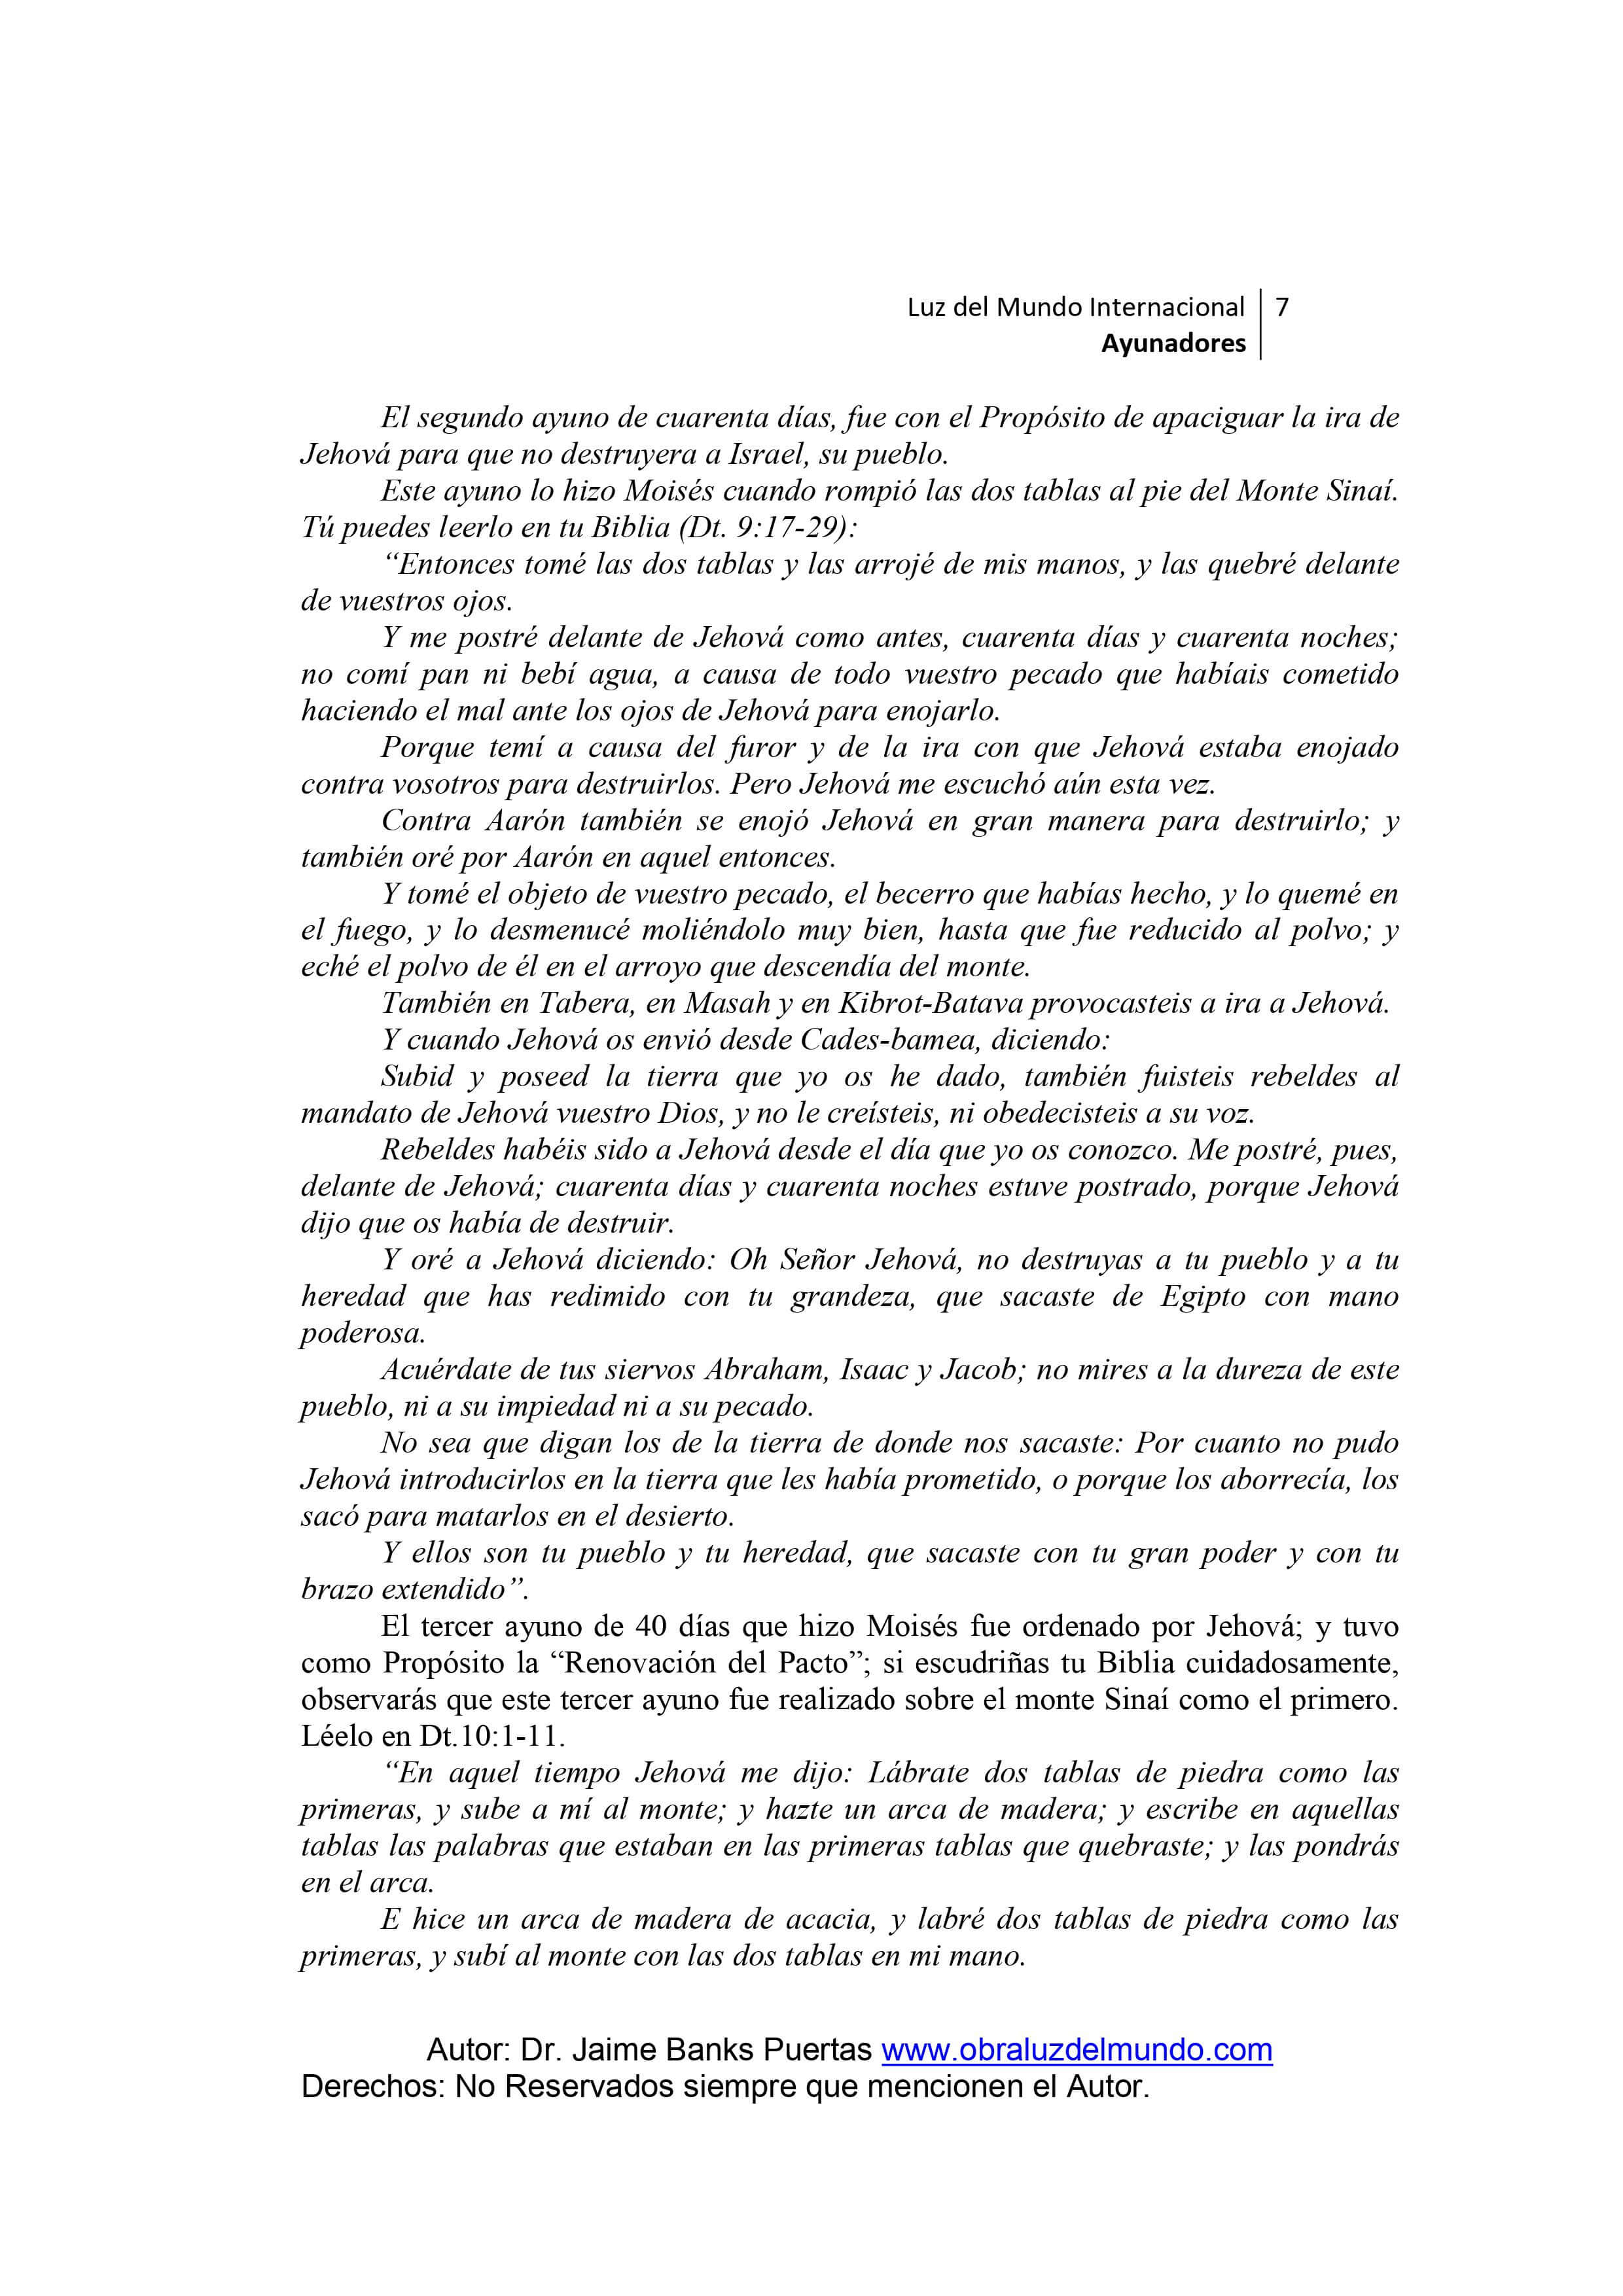 Luz del Mundo Internacional 7
Ayunadores
El segundo ayuno de cuarenta días, fue con el Propósito de apaciguar la ira de
Jehová para que no destruyera a Israel, su pueblo.
Este ayuno lo hizo Moisés cuando rompió las dos tablas al pie del Monte Sinaí.
Tú puedes leerlo en tu Biblia (Dt. 9:17-29):
“Entonces tomé las dos tablas y las arrojé de mis manos, y las quebré delante
de vuestros ojos.
Y me postré delante de Jehová como antes, cuarenta días y cuarenta noches;
no comí pan ni bebí agua, a causa de todo vuestro pecado que habíais cometido
haciendo el mal ante los ojos de Jehová para enojarlo.
Porque temí a causa del furor y de la ira con que Jehová estaba enojado
contra vosotros para destruirlos. Pero Jehová me escuchó aún esta vez.
Contra Aarón también se enojó Jehová en gran manera para destruirlo; y
también oré por Aarón en aquel entonces.
Y tomé el objeto de vuestro pecado, el becerro que habías hecho, y lo quemé en
el fuego, y lo desmenucé moliéndolo muy bien, hasta que fue reducido al polvo; y
eché el polvo de él en el arroyo que descendía del monte.
También en Tabera, en Masah y en Kibrot-Batava provocasteis a ira a Jehová.
Y cuando Jehová os envió desde Cades-bamea, diciendo:
Subid y poseed la tierra que yo os he dado, también fuisteis rebeldes al
mandato de Jehová vuestro Dios, y no le creísteis, ni obedecisteis a su voz.
Rebeldes habéis sido a Jehová desde el día que yo os conozco. Me postré, pues,
delante de Jehová; cuarenta días y cuarenta noches estuve postrado, porque Jehová
dijo que os había de destruir.
Y oré a Jehová diciendo: Oh Señor Jehová, no destruyas a tu pueblo y a tu
heredad que has redimido con tu grandeza, que sacaste de Egipto con mano
poderosa.
Acuérdate de tus siervos Abraham, Isaac y Jacob; no mires a la dureza de este
pueblo, ni a su impiedad ni a su pecado.
No sea que digan los de la tierra de donde nos sacaste: Por cuanto no pudo
Jehová introducirlos en la tierra que les había prometido, o porque los aborrecía, los
sacó para matarlos en el desierto.
Y ellos son tu pueblo y tu heredad, que sacaste con tu gran poder y con tu
brazo extendido”.
El tercer ayuno de 40 días que hizo Moisés fue ordenado por Jehová; y tuvo
como Propósito la “Renovación del Pacto”; si escudriñas tu Biblia cuidadosamente,
observarás que este tercer ayuno fue realizado sobre el monte Sinaí como el primero.
Léelo en Dt.10:1-11.
“En aquel tiempo Jehová me dijo: Lábrate dos tablas de piedra como las
primeras, y sube a mí al monte; y hazte un arca de madera; y escribe en aquellas
tablas las palabras que estaban en las primeras tablas que quebraste; y las pondrás
en el arca.
E hice un arca de madera de acacia, y labré dos tablas de piedra como las
primeras, y subí al monte con las dos tablas en mi mano.
Autor: Dr. Jaime Banks Puertas www.obraluzdelmundo.com
Derechos: No Reservados siempre que mencionen el Autor.